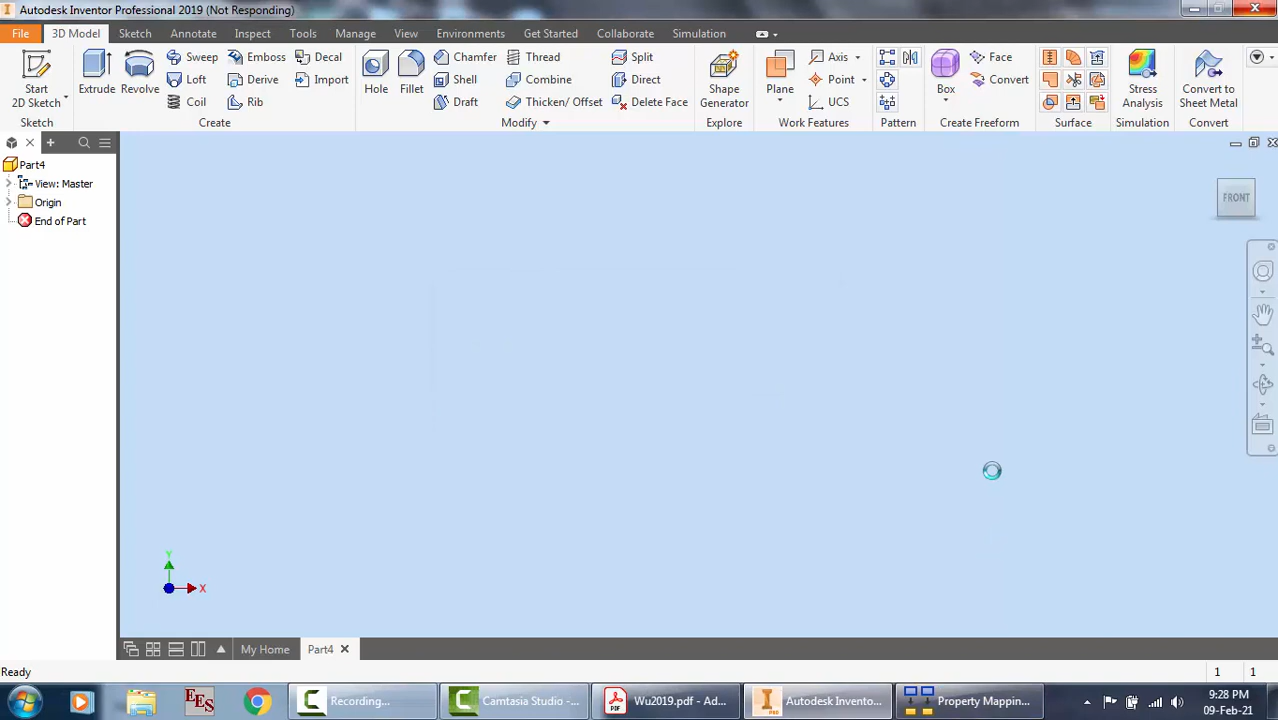 Autodesk Inventor Professional 2019 (Not Responding)
File 3D Model Sketch Annotate Inspect Tools Manage View Environments Get Started Collaborate Simulation
Start
2D Sketch
Extrude
Revolve
Sweep
Loft
Coil
Emboss
Derive
Rib
Decal
Import
Hole
Fillet
Chamfer
Shell
Draft
Thread
Combine
Thicken/ Offset
Split
Direct
Delete Face
Shape
Generator
Plane
Axis
Point
UCS
Box
Face
Convert
Stress
Analysis
Convert to
Sheet Metal
Sketch Create Modify Explore Work Features Pattern Create Freeform Surface Simulation Convert
Part4
View: Master
Origin
End of Part
FRONT
Y
X
My Home Part4
Ready 1 1
EES Recording... Camtasia Studio -... PDF Wu2019.pdf - Ad... PRO Autodesk Invento... Property Mappin... 9:28 PM
09-Feb-21